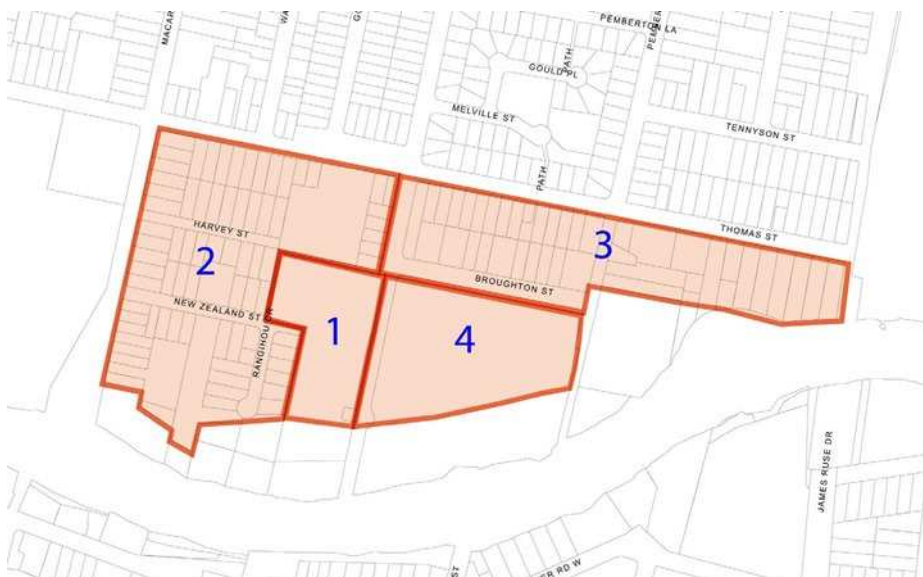 PEMBERTON LA
GOULD PL
PATH
MELVILLE ST
TENNYSON ST
PATH
THOMAS ST
HARVEY ST
3
2
BROUGHTON ST
NEW ZEALAND ST
1
4
JAMES RUSE DR
ST